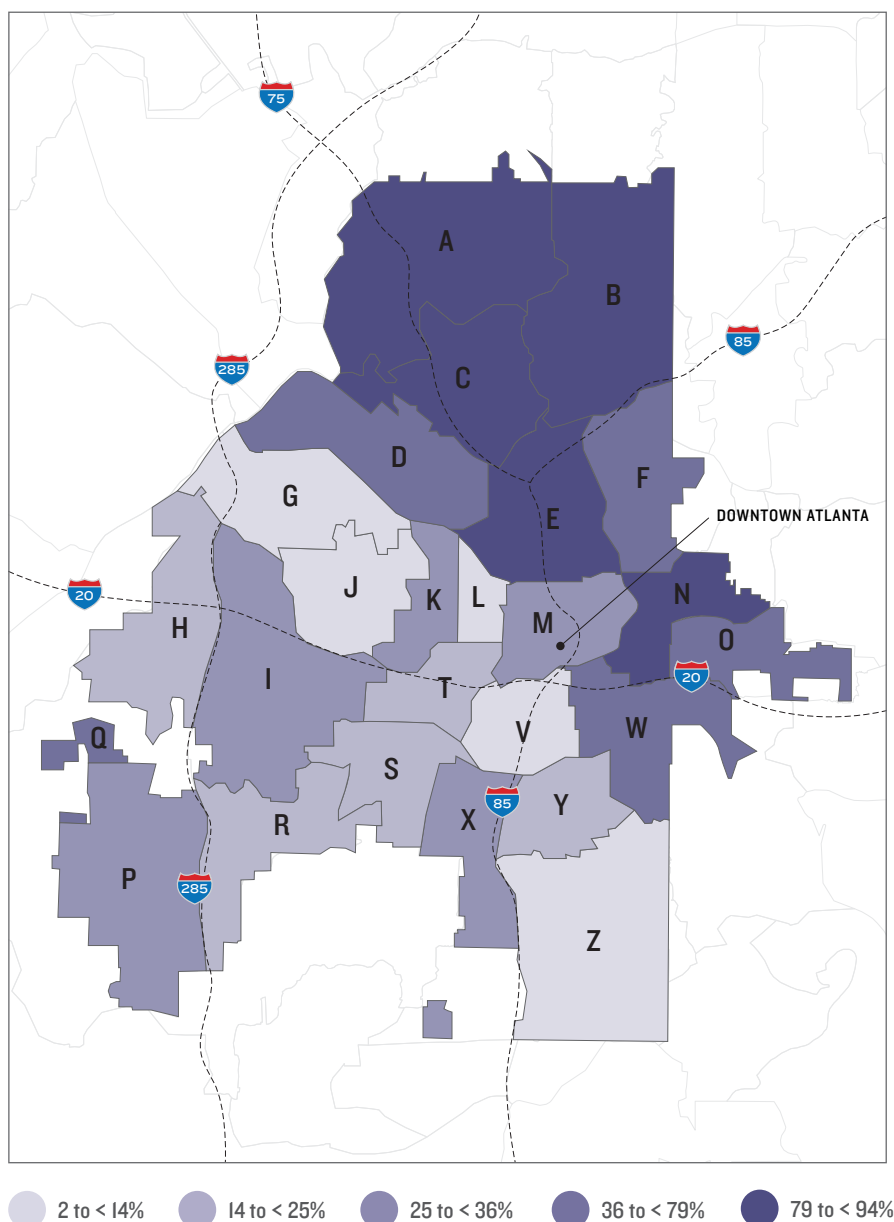 75
A
B
85
285
C
D
G
F
E
DOWNTOWN ATLANTA
20
J
K
L
N
M
H
O
I
T
20
Q
V
W
S
85
Y
R
X
P
285
Z
2 to < 14%
14 to < 25%
25 to < 36%
36 to < 79%
79 to < 94%